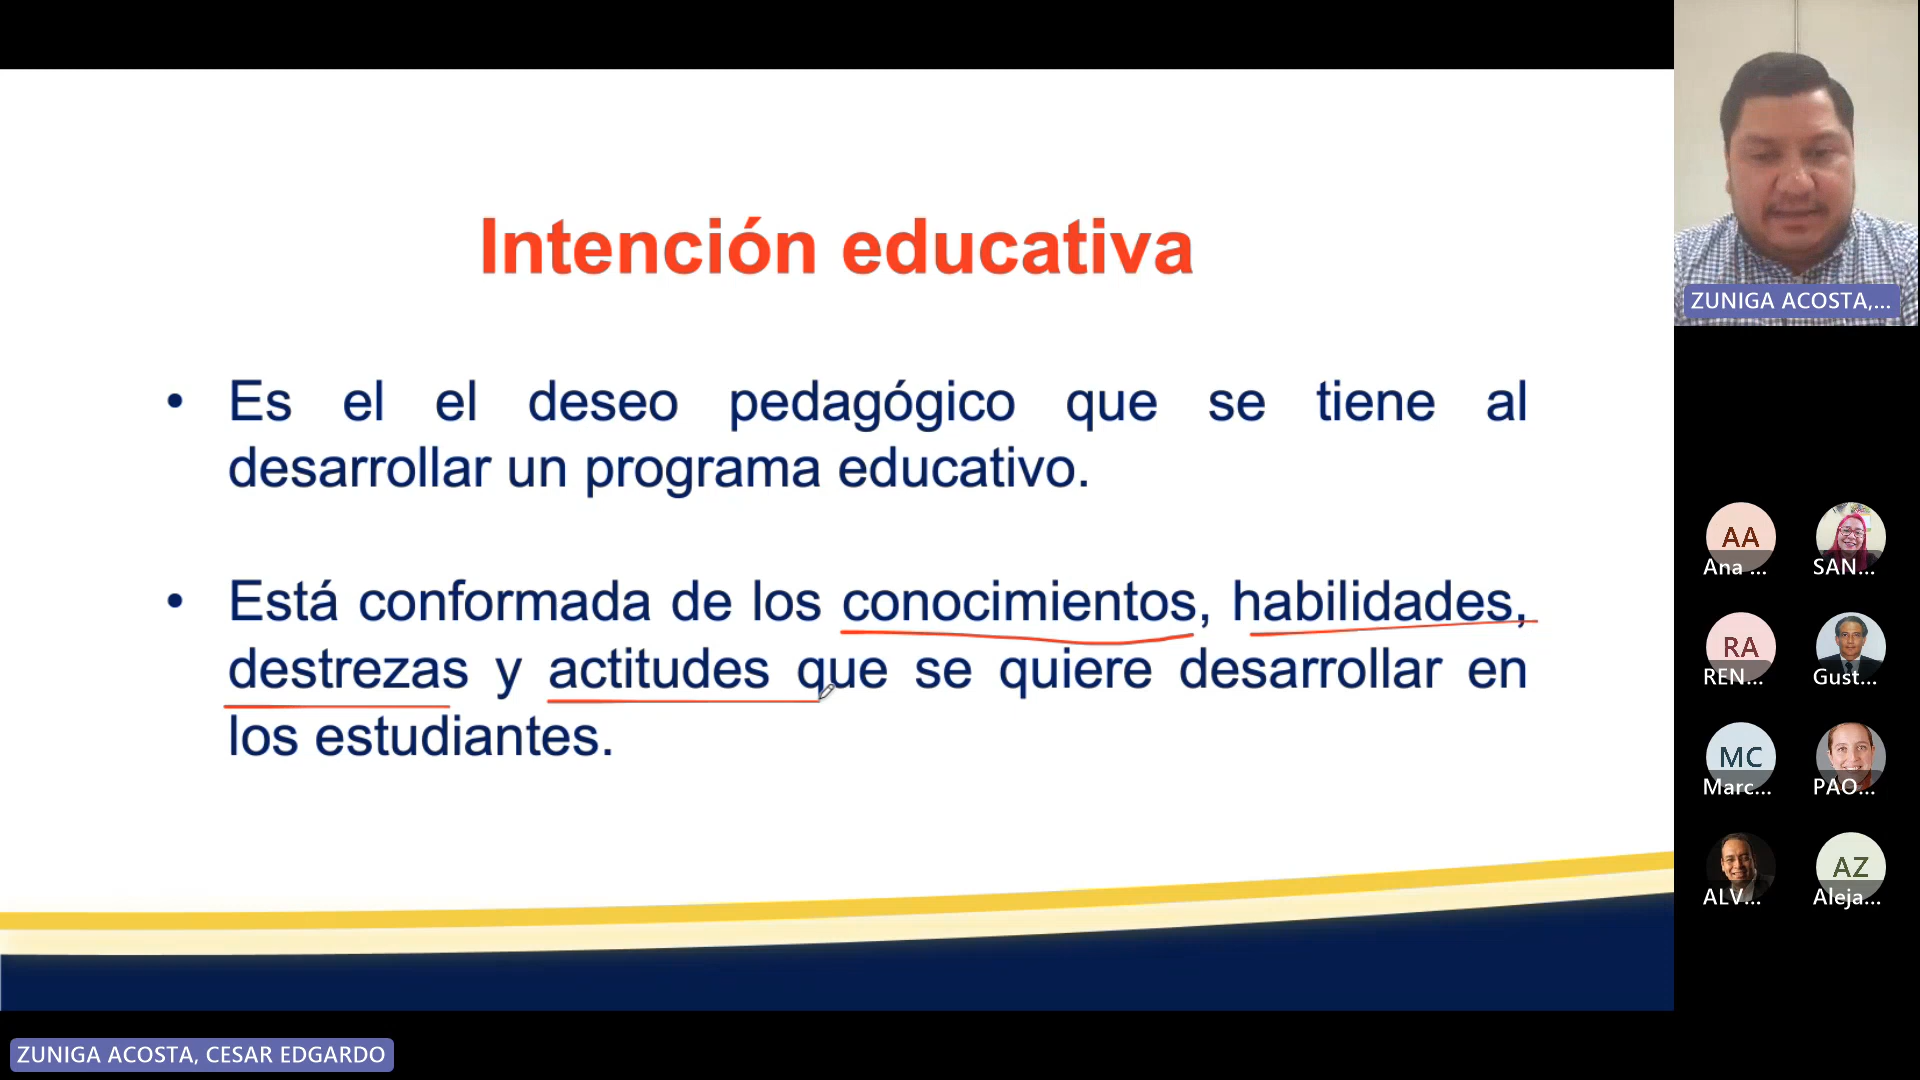 Intención educativa
• Es el el deseo pedagógico que se tiene al
desarrollar un programa educativo.
• Está conformada de los conocimientos, habilidades,
destrezas y actitudes que se quiere desarrollar en
los estudiantes.
ZUNIGA ACOSTA,...
AA
Ana ...
SAN...
RA
REN...
Gust...
MC
Marc...
PAO...
ALV...
AZ
Aleja...
ZUNIGA ACOSTA, CESAR EDGARDO